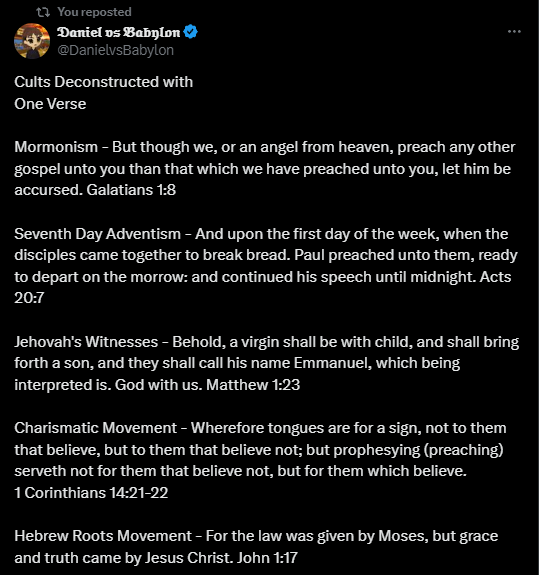 You reposted
Daniel vs Babylon
@DanielvsBabylon
Cults Deconstructed with
One Verse
Mormonism - But though we, or an angel from heaven, preach any other
gospel unto you than that which we have preached unto you, let him be
accursed. Galatians 1:8
Seventh Day Adventism - And upon the first day of the week, when the
disciples came together to break bread. Paul preached unto them, ready
to depart on the morrow: and continued his speech until midnight. Acts
20:7
Jehovah's Witnesses - Behold, a virgin shall be with child, and shall bring
forth a son, and they shall call his name Emmanuel, which being
interpreted is. God with us. Matthew 1:23
Charismatic Movement - Wherefore tongues are for a sign, not to them
that believe, but to them that believe not; but prophesying (preaching)
serveth not for them that believe not, but for them which believe.
1 Corinthians 14:21-22
Hebrew Roots Movement - For the law was given by Moses, but grace
and truth came by Jesus Christ. John 1:17